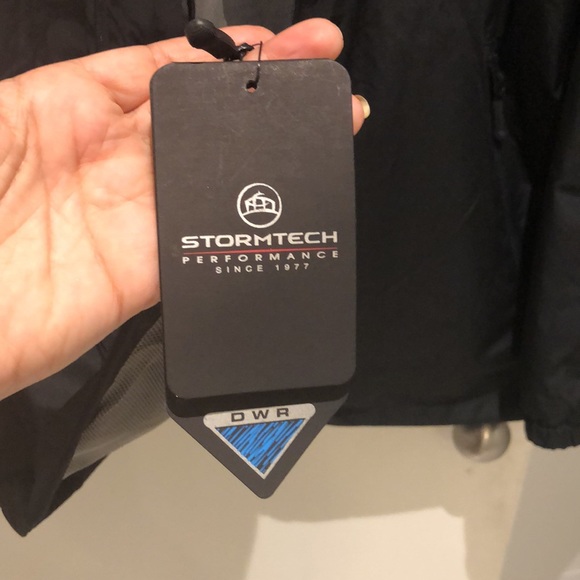 STORMTECH
PERFORMANCE
SINCE 1977
DWR